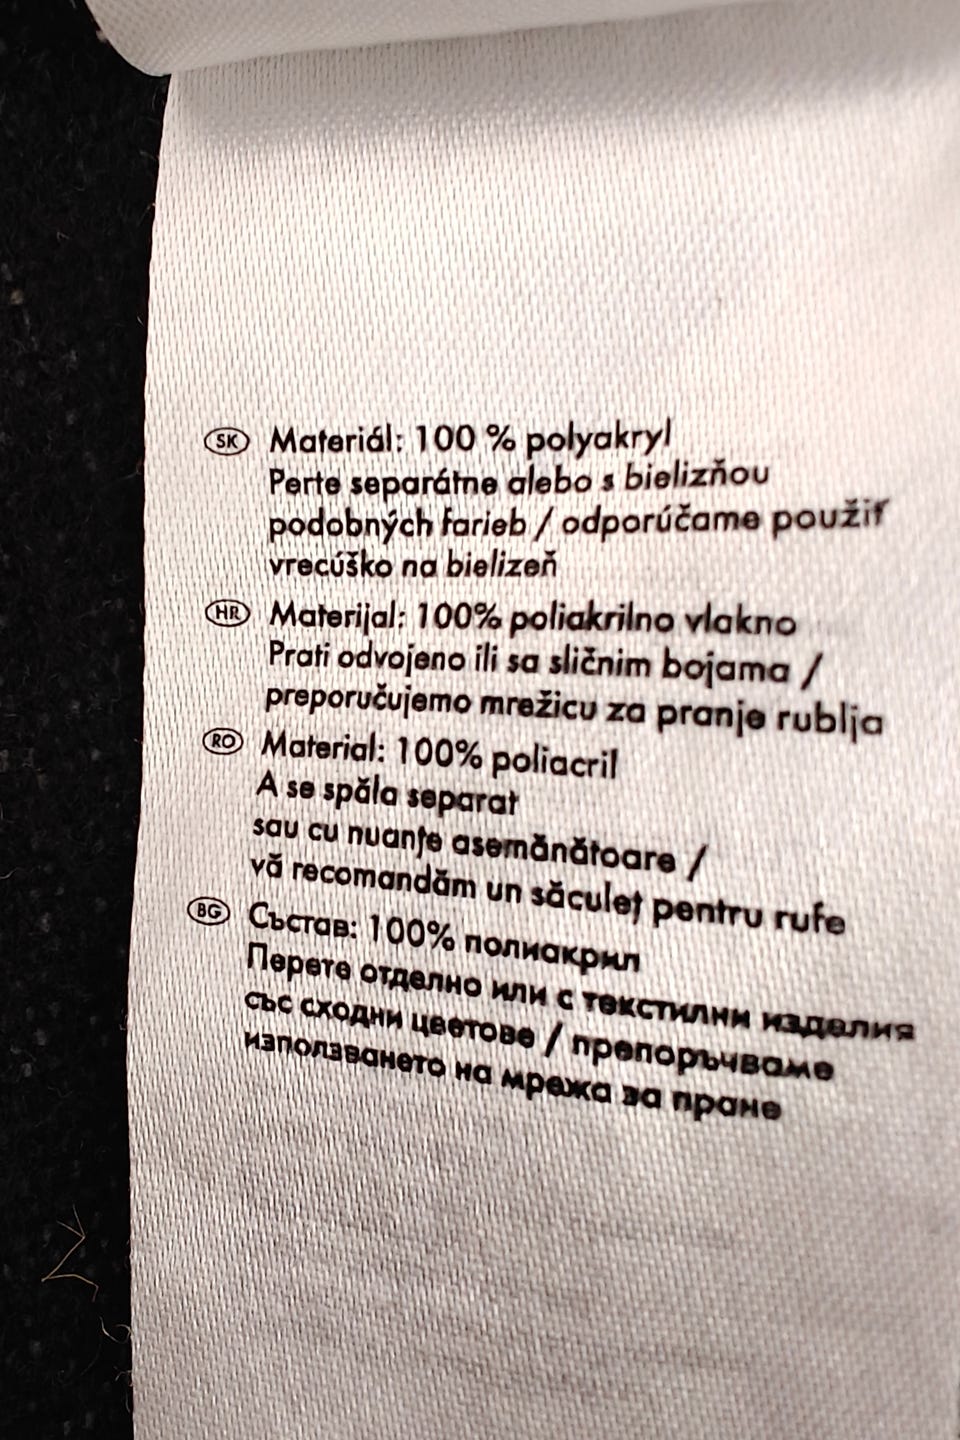 SK Materiál: 100 % polyakryl
Perte separátne alebo s bielizňou
podobných farieb / odporúčame použiť
vrecúško na bielizeň
HR Materijal: 100% poliakrilno vlakno
Prati odvojeno ili sa sličnim bojama /
preporučujemo mrežicu za pranje rublja
RO Material: 100% poliacril
A se spăla separat
sau cu nuanțe asemănătoare /
vă recomandăm un săculeț pentru rufe
BG Състав: 100% полиакрил
Перете отделно или с текстилни изделия
със сходни цветове / препоръчваме
използването на мрежа за пране